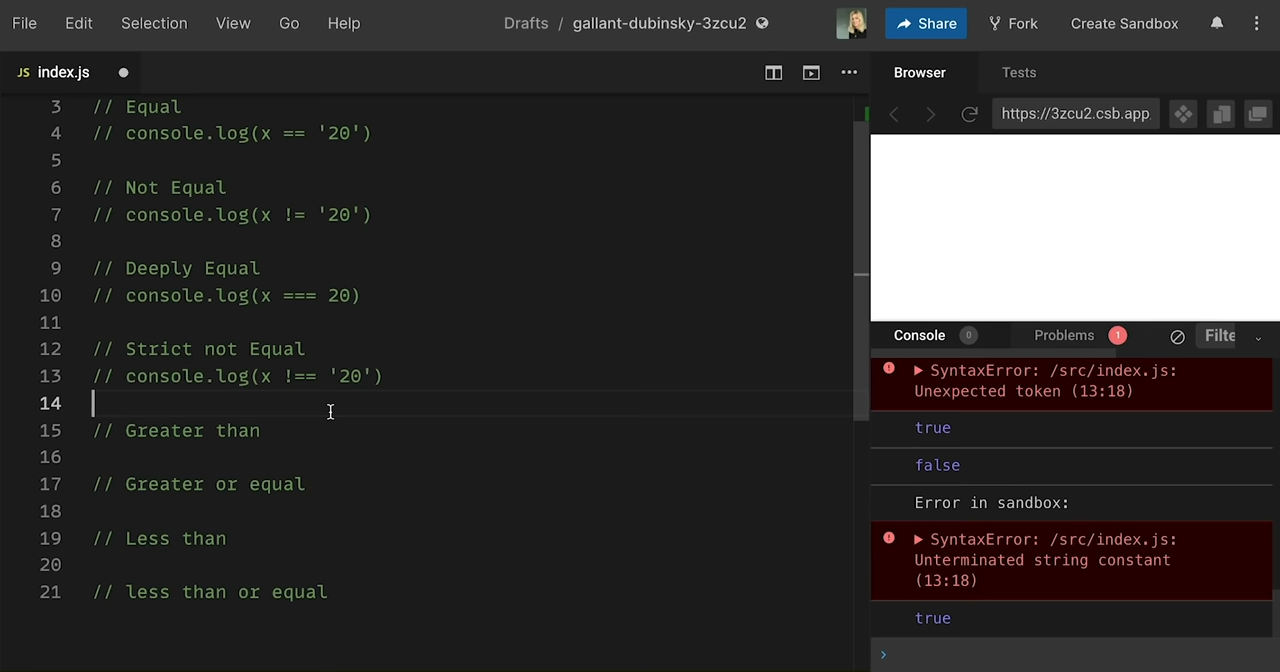 File Edit Selection View Go Help Drafts / gallant-dubinsky-3zcu2 Share Fork Create Sandbox
JS index.js
Browser Tests
https://3zcu2.csb.app
3 // Equal
4 // console.log(x == '20')
5
6 // Not Equal
7 // console.log(x != '20')
8
9 // Deeply Equal
10 // console.log(x === 20)
11
12 // Strict not Equal
13 // console.log(x !== '20')
14
15 // Greater than
16
17 // Greater or equal
18
19 // Less than
20
21 // less than or equal
Console 0 Problems 1 Filte
SyntaxError: /src/index.js:
Unexpected token (13:18)
true
false
Error in sandbox:
SyntaxError: /src/index.js:
Unterminated string constant
(13:18)
true